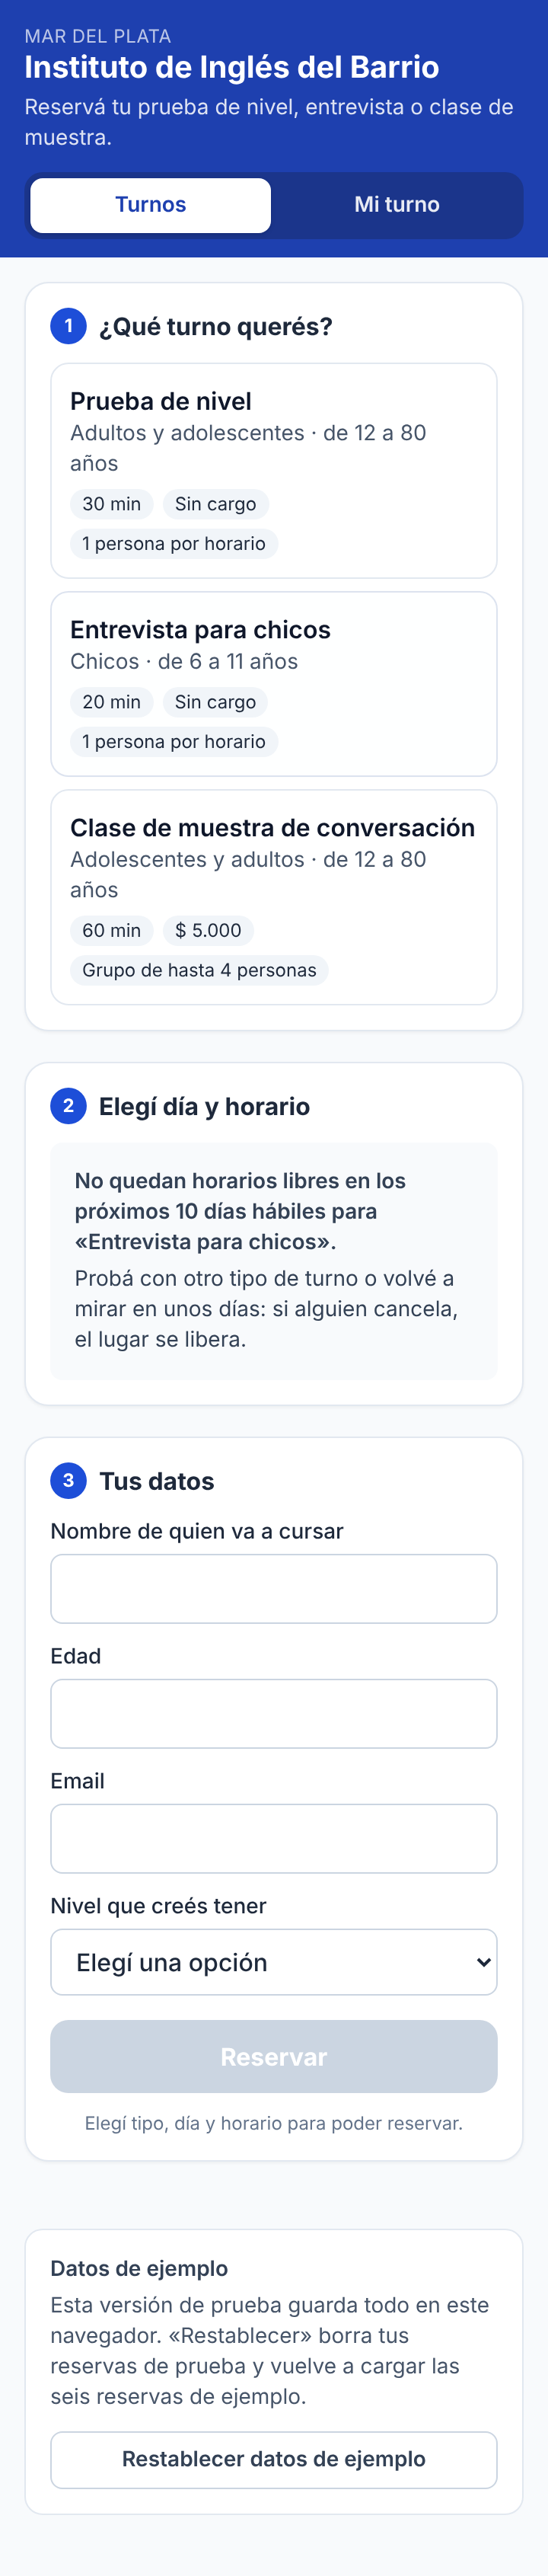 MAR DEL PLATA
Instituto de Inglés del Barrio
Reservá tu prueba de nivel, entrevista o clase de
muestra.
Turnos
Mi turno
1
¿Qué turno querés?
Prueba de nivel
Adultos y adolescentes · de 12 a 80
años
30 min
Sin cargo
1 persona por horario
Entrevista para chicos
Chicos · de 6 a 11 años
20 min
Sin cargo
1 persona por horario
Clase de muestra de conversación
Adolescentes y adultos · de 12 a 80
años
60 min
$ 5.000
Grupo de hasta 4 personas
2
Elegí día y horario
No quedan horarios libres en los
próximos 10 días hábiles para
«Entrevista para chicos».
Probá con otro tipo de turno o volvé a
mirar en unos días: si alguien cancela,
el lugar se libera.
3
Tus datos
Nombre de quien va a cursar
Edad
Email
Nivel que creés tener
Elegí una opción
Reservar
Elegí tipo, día y horario para poder reservar.
Datos de ejemplo
Esta versión de prueba guarda todo en este
navegador. «Restablecer» borra tus
reservas de prueba y vuelve a cargar las
seis reservas de ejemplo.
Restablecer datos de ejemplo